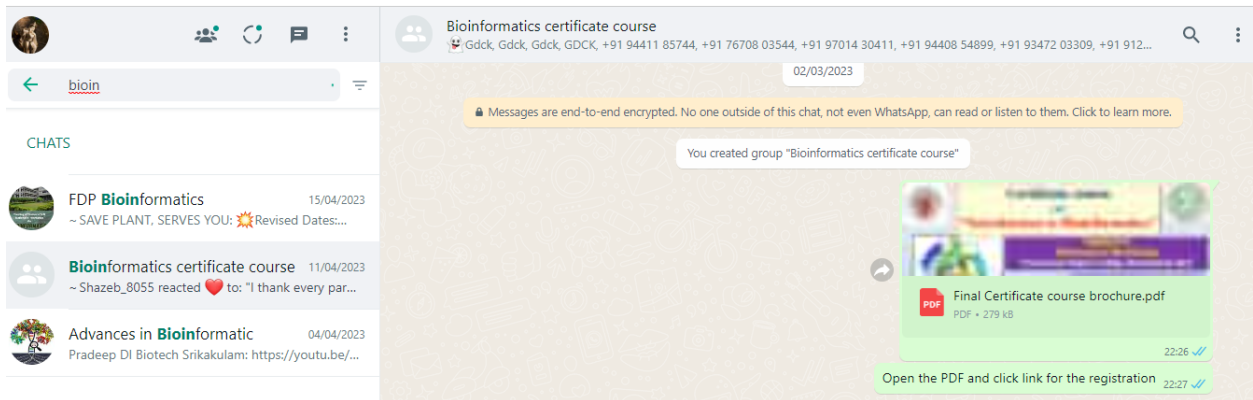 bioin
CHATS
FDP Bioinformatics 15/04/2023
~ SAVE PLANT, SERVES YOU: 💥Revised Dates:...
Bioinformatics certificate course 11/04/2023
~ Shazeb_8055 reacted ❤️ to: "I thank every par...
Advances in Bioinformatic 04/04/2023
Pradeep DI Biotech Srikakulam: https://youtu.be/...
Bioinformatics certificate course
👻Gdck, Gdck, Gdck, GDCK, +91 94411 85744, +91 76708 03544, +91 97014 30411, +91 94408 54899, +91 93472 03309, +91 912...
02/03/2023
Messages are end-to-end encrypted. No one outside of this chat, not even WhatsApp, can read or listen to them. Click to learn more.
You created group "Bioinformatics certificate course"
PDF
Final Certificate course brochure.pdf
PDF • 279 kB
22:26
Open the PDF and click link for the registration 22:27